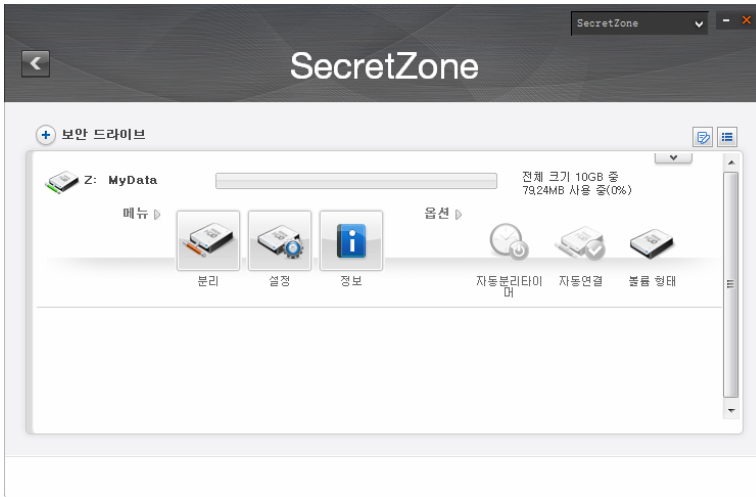 SecretZone
SecretZone
보안 드라이브
Z: MyData
전체 크기 10GB 중
79,24MB 사용 중(0%)
메뉴
옵션
분리
설정
정보
자동분리타이
머
자동연결
볼륨 형태